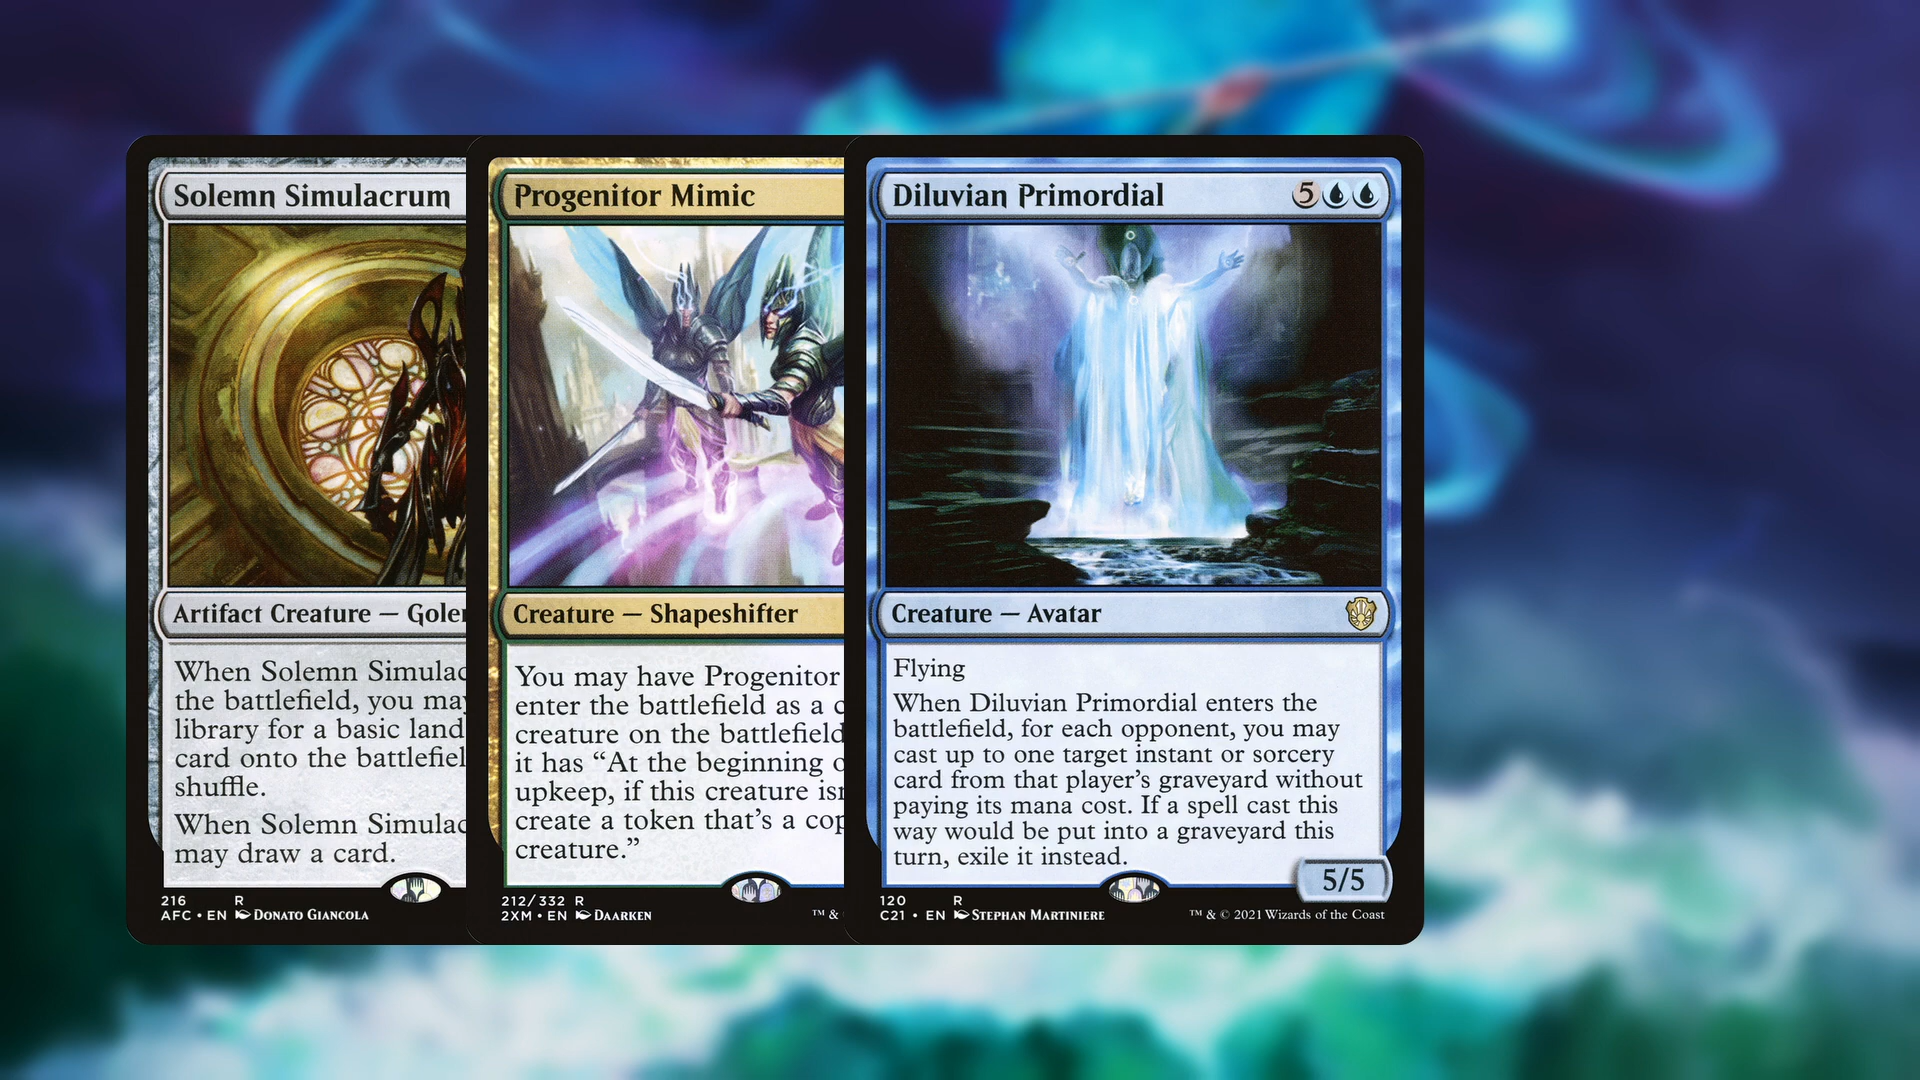 Solemn Simulacrum
Artifact Creature — Gole
When Solemn Simulac
the battlefield, you may
library for a basic land
card onto the battlefiel
shuffle.
When Solemn Simulac
may draw a card.
216 R
AFC • EN Donato Giancola
Progenitor Mimic
Creature — Shapeshifter
You may have Progenitor
enter the battlefield as a c
creature on the battlefield
it has “At the beginning o
upkeep, if this creature isn
create a token that’s a cop
creature.”
212/332 R
2XM • EN Daarken
™ &
Diluvian Primordial 5
Creature — Avatar
Flying
When Diluvian Primordial enters the
battlefield, for each opponent, you may
cast up to one target instant or sorcery
card from that player’s graveyard without
paying its mana cost. If a spell cast this
way would be put into a graveyard this
turn, exile it instead.
5/5
120 R
C21 • EN Stephan Martiniere
™ & © 2021 Wizards of the Coast